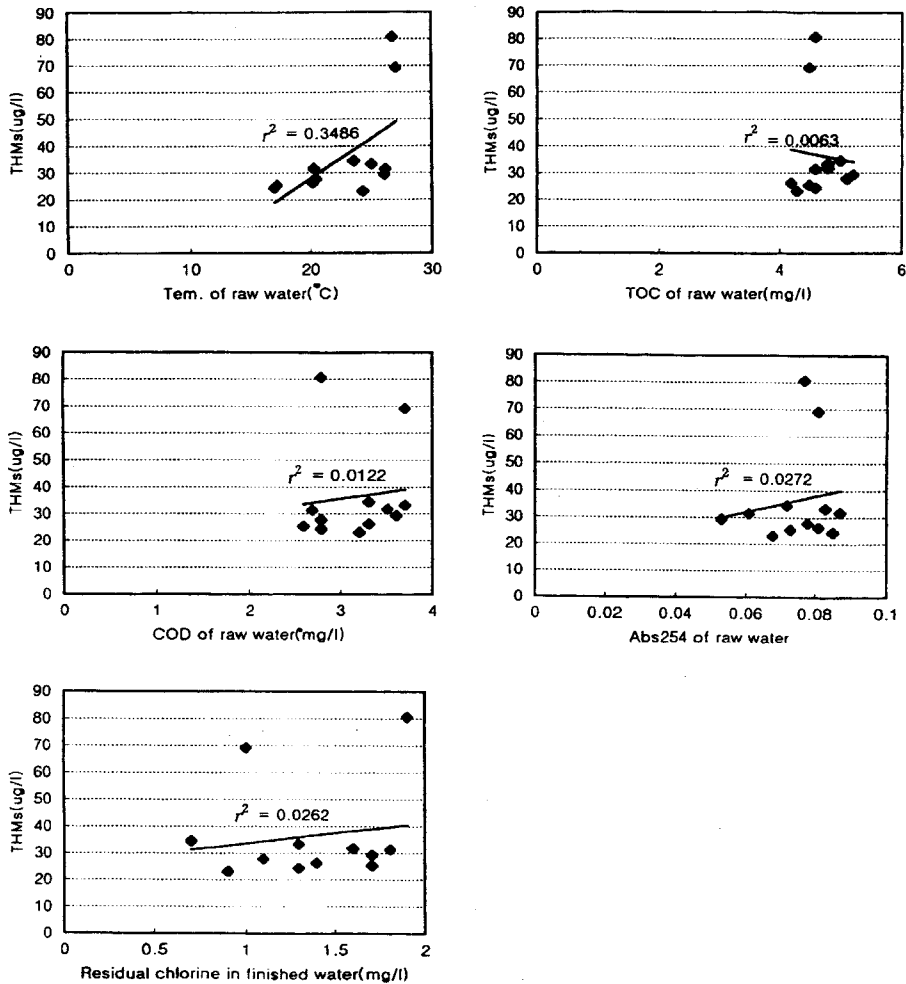 90
80
70
60
50
40
30
20
10
0
THMs(ug/l)
r² = 0.3486
0 10 20 30
Tem. of raw water(°C)
90
80
70
60
50
40
30
20
10
0
THMs(ug/l)
r² = 0.0063
0 2 4 6
TOC of raw water(mg/l)
90
80
70
60
50
40
30
20
10
0
THMs(ug/l)
r² = 0.0122
0 1 2 3 4
COD of raw water(mg/l)
90
80
70
60
50
40
30
20
10
0
THMs(ug/l)
r² = 0.0272
0 0.02 0.04 0.06 0.08 0.1
Abs254 of raw water
90
80
70
60
50
40
30
20
10
0
THMs(ug/l)
r² = 0.0262
0 0.5 1 1.5 2
Residual chlorine in finished water(mg/l)